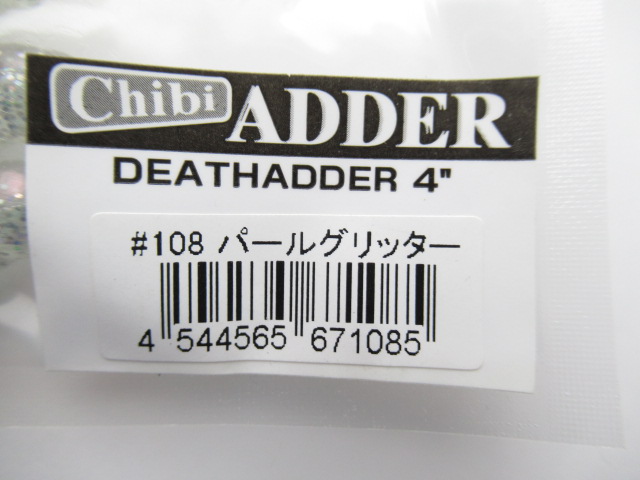 Chibi ADDER
DEATHADDER 4"
#108 パールグリッター
4 544565 671085